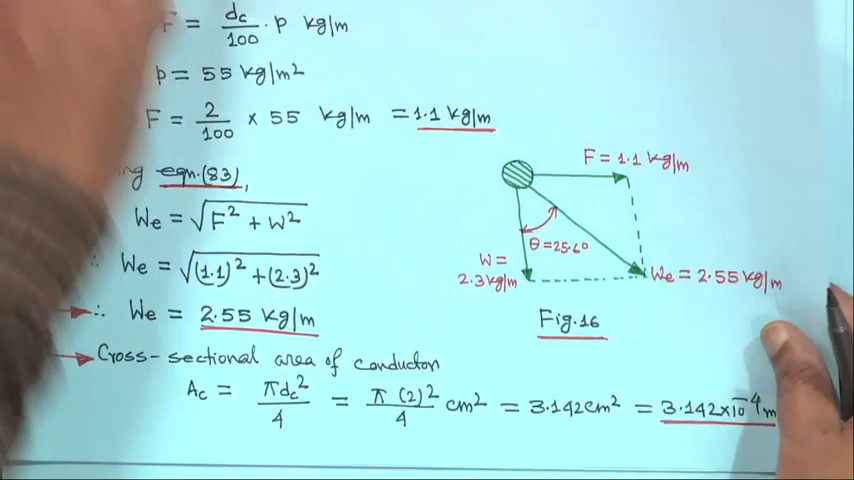 F = dc/100 . p kg/m
p = 55 kg/m²
F = 2/100 × 55 kg/m = 1.1 kg/m
eqn.(83),
We = √F² + W²
∴ We = √(1.1)² + (2.3)²
∴ We = 2.55 kg/m
F = 1.1 kg/m
θ = 25.6°
W =
2.3 kg/m
We = 2.55 kg/m
Fig.16
Cross-sectional area of conductor
Ac = πdc²/4 = π (2)²/4 cm² = 3.142cm² = 3.142×10⁻⁴ m